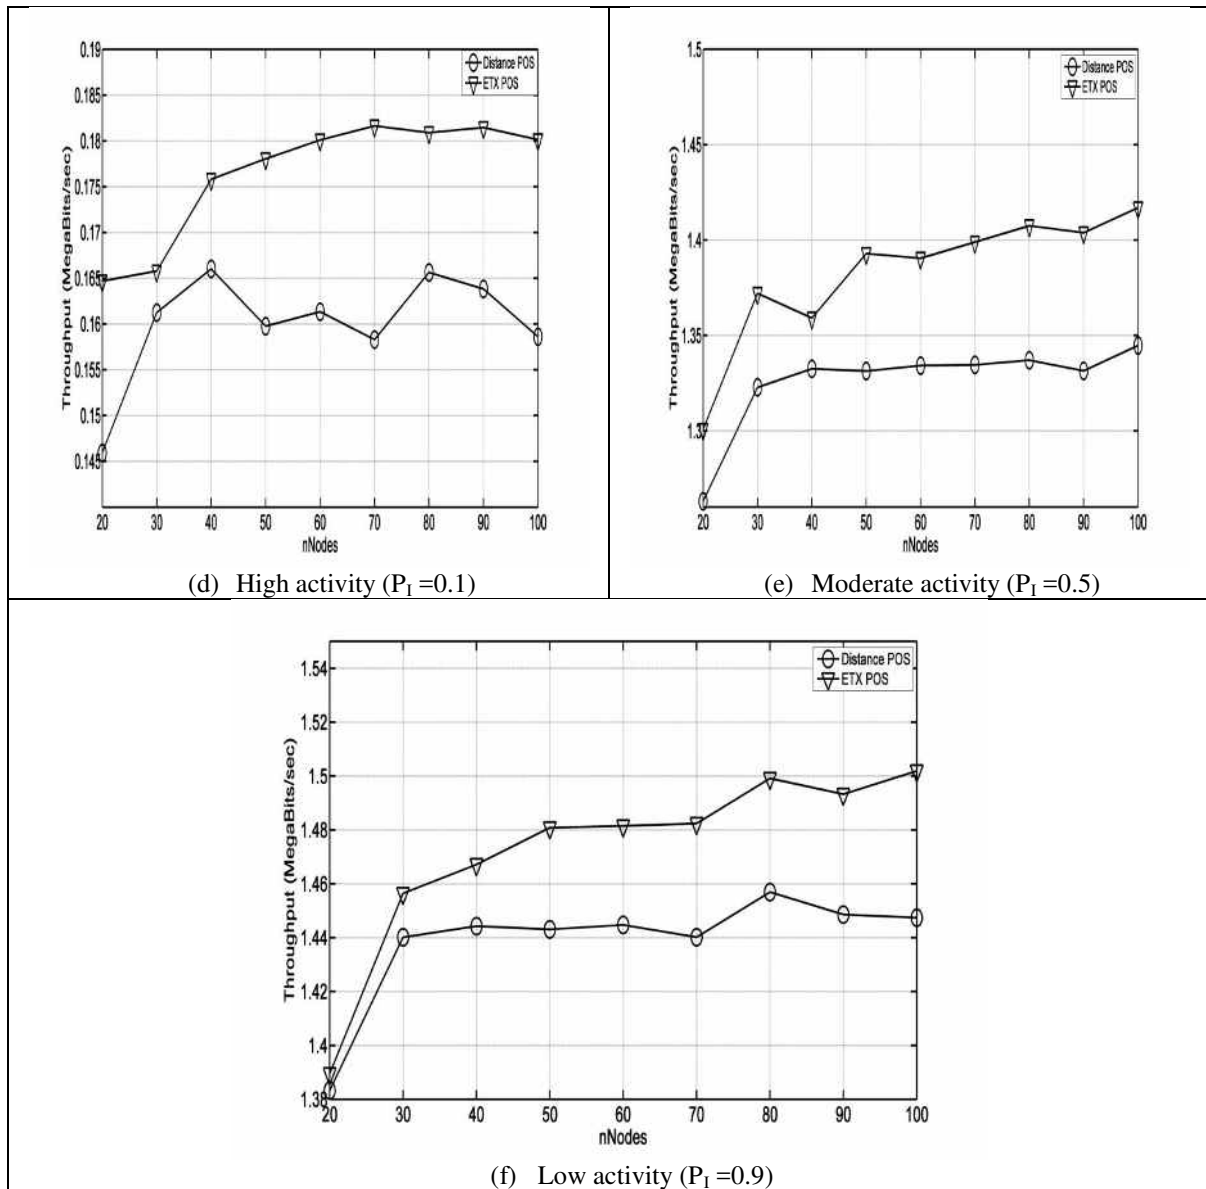 0.19
0.185
0.18
0.175
0.17
0.165
0.16
0.155
0.15
0.145
Throughput (MegaBits/sec)
20 30 40 50 60 70 80 90 100
nNodes
Distance POS
ETX POS
(d) High activity (P_I =0.1)
1.5
1.45
1.4
1.35
1.3
Throughput (MegaBits/sec)
20 30 40 50 60 70 80 90 100
nNodes
Distance POS
ETX POS
(e) Moderate activity (P_I =0.5)
1.54
1.52
1.5
1.48
1.46
1.44
1.42
1.4
1.38
Throughput (MegaBits/sec)
20 30 40 50 60 70 80 90 100
nNodes
Distance POS
ETX POS
(f) Low activity (P_I =0.9)